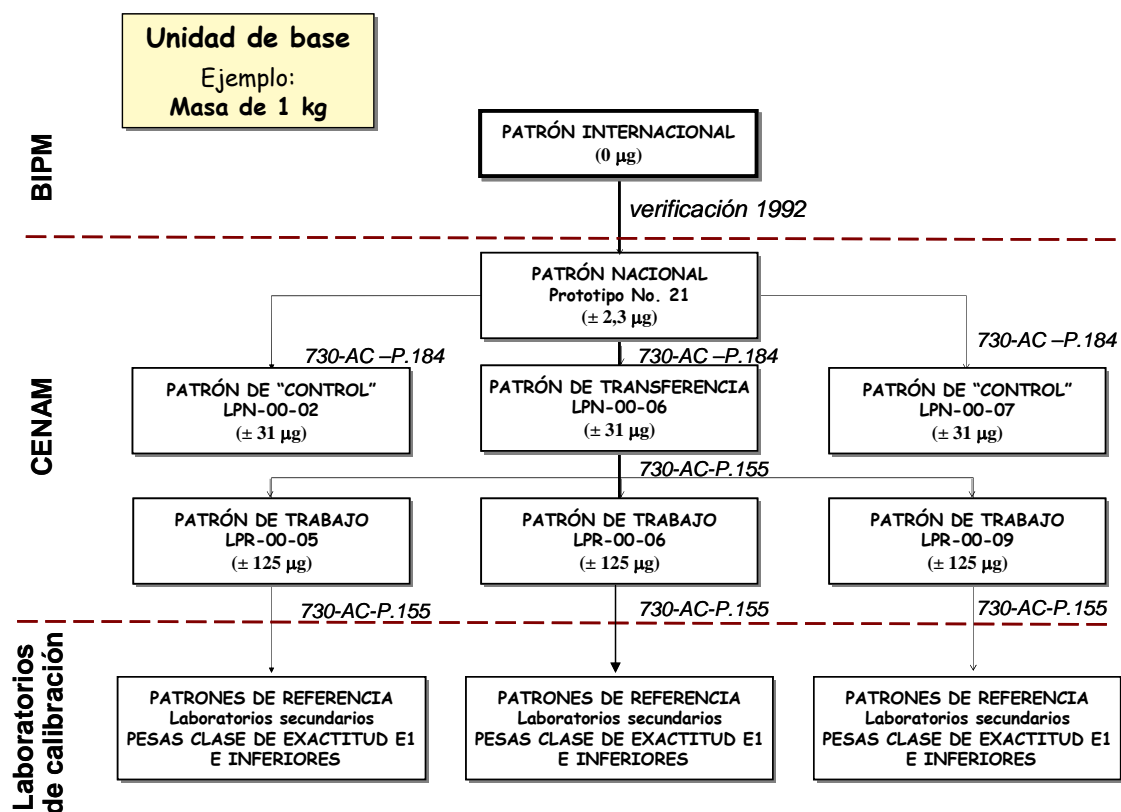 Unidad de base
Ejemplo:
Masa de 1 kg
BIPM
PATRÓN INTERNACIONAL
(0 µg)
verificación 1992
CENAM
PATRÓN NACIONAL
Prototipo No. 21
(± 2,3 µg)
730-AC –P.184
730-AC –P.184
730-AC –P.184
PATRÓN DE “CONTROL”
LPN-00-02
(± 31 µg)
PATRÓN DE TRANSFERENCIA
LPN-00-06
(± 31 µg)
PATRÓN DE “CONTROL”
LPN-00-07
(± 31 µg)
730-AC-P.155
PATRÓN DE TRABAJO
LPR-00-05
(± 125 µg)
PATRÓN DE TRABAJO
LPR-00-06
(± 125 µg)
PATRÓN DE TRABAJO
LPR-00-09
(± 125 µg)
730-AC-P.155
730-AC-P.155
730-AC-P.155
Laboratorios
de calibración
PATRONES DE REFERENCIA
Laboratorios secundarios
PESAS CLASE DE EXACTITUD E1
E INFERIORES
PATRONES DE REFERENCIA
Laboratorios secundarios
PESAS CLASE DE EXACTITUD E1
E INFERIORES
PATRONES DE REFERENCIA
Laboratorios secundarios
PESAS CLASE DE EXACTITUD E1
E INFERIORES